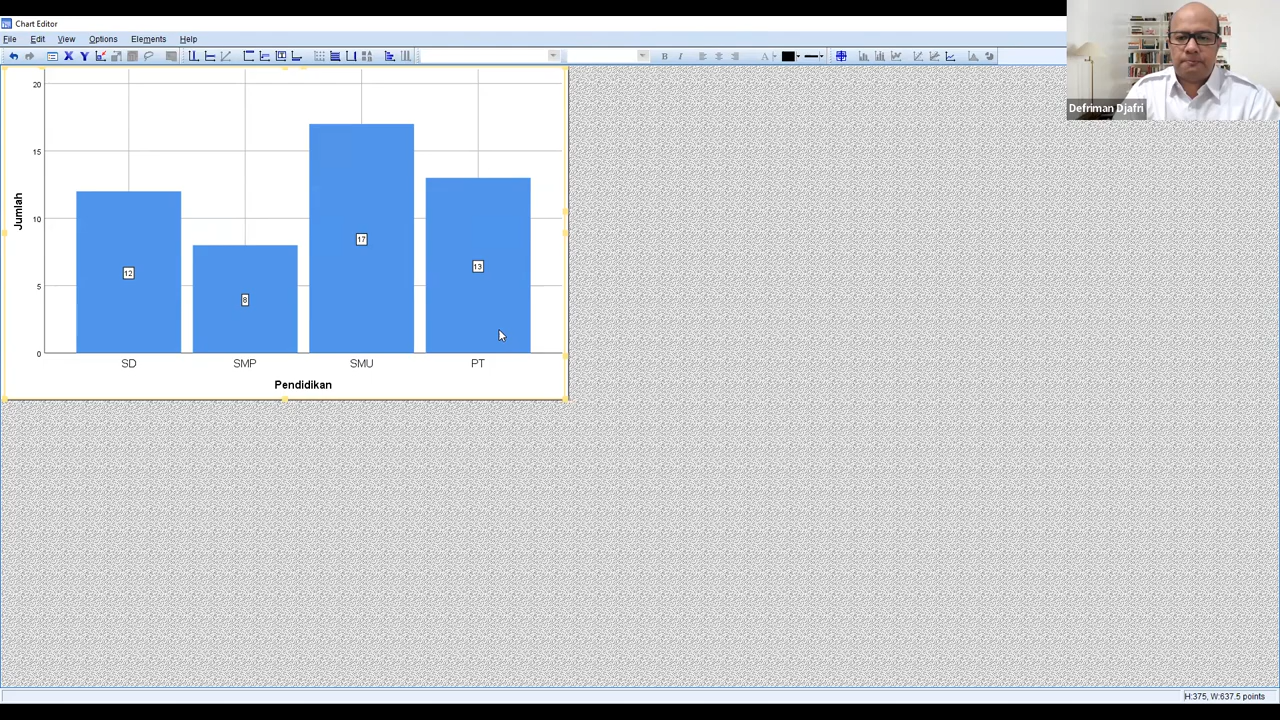 Chart Editor
File Edit View Options Elements Help
Defriman Djafri
20
15
10
5
0
Jumlah
12
8
17
13
SD SMP SMU PT
Pendidikan
H:375, W:637.5 points